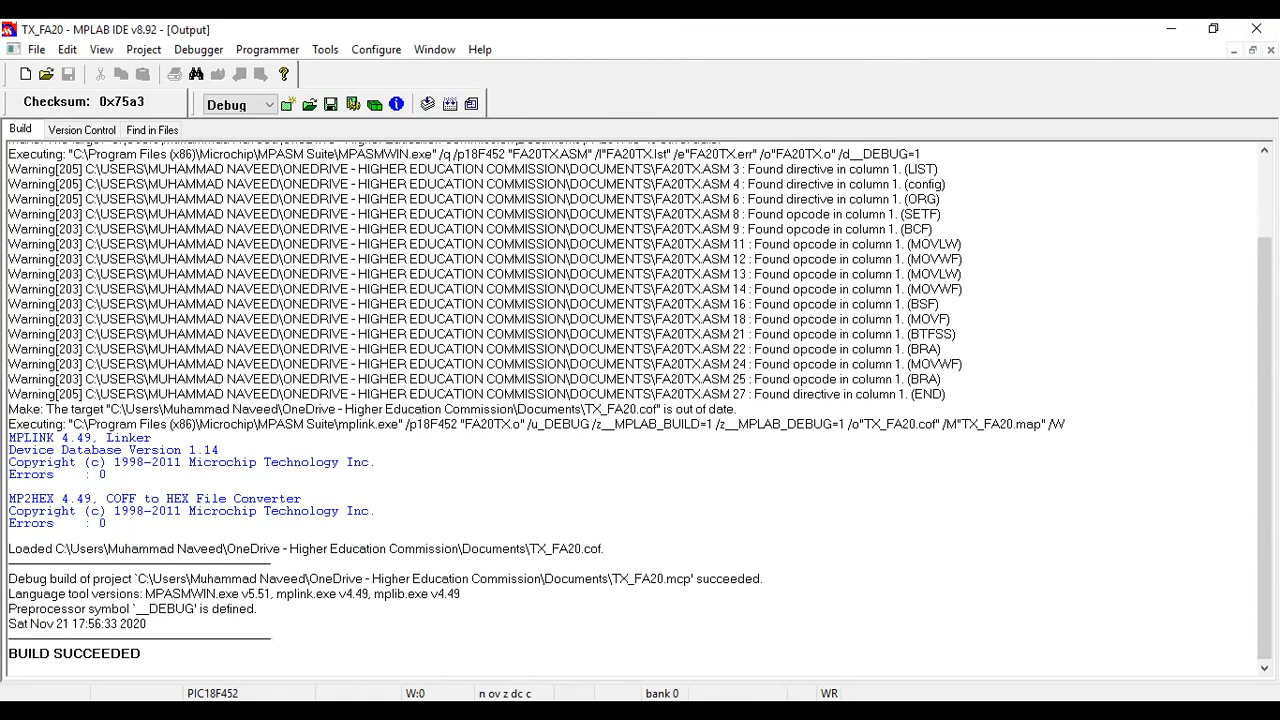 TX_FA20 - MPLAB IDE v8.92 - [Output]
File Edit View Project Debugger Programmer Tools Configure Window Help
Checksum: 0x75a3 Debug
Build Version Control Find in Files
Executing: "C:\Program Files (x86)\Microchip\MPASM Suite\MPASMWIN.exe" /q /p18F452 "FA20TX.ASM" /l"FA20TX.lst" /e"FA20TX.err" /o"FA20TX.o" /d__DEBUG=1
Warning[205] C:\USERS\MUHAMMAD NAVEED\ONEDRIVE - HIGHER EDUCATION COMMISSION\DOCUMENTS\FA20TX.ASM 3 : Found directive in column 1. (LIST)
Warning[205] C:\USERS\MUHAMMAD NAVEED\ONEDRIVE - HIGHER EDUCATION COMMISSION\DOCUMENTS\FA20TX.ASM 4 : Found directive in column 1. (config)
Warning[205] C:\USERS\MUHAMMAD NAVEED\ONEDRIVE - HIGHER EDUCATION COMMISSION\DOCUMENTS\FA20TX.ASM 6 : Found directive in column 1. (ORG)
Warning[203] C:\USERS\MUHAMMAD NAVEED\ONEDRIVE - HIGHER EDUCATION COMMISSION\DOCUMENTS\FA20TX.ASM 8 : Found opcode in column 1. (SETF)
Warning[203] C:\USERS\MUHAMMAD NAVEED\ONEDRIVE - HIGHER EDUCATION COMMISSION\DOCUMENTS\FA20TX.ASM 9 : Found opcode in column 1. (BCF)
Warning[203] C:\USERS\MUHAMMAD NAVEED\ONEDRIVE - HIGHER EDUCATION COMMISSION\DOCUMENTS\FA20TX.ASM 11 : Found opcode in column 1. (MOVLW)
Warning[203] C:\USERS\MUHAMMAD NAVEED\ONEDRIVE - HIGHER EDUCATION COMMISSION\DOCUMENTS\FA20TX.ASM 12 : Found opcode in column 1. (MOVWF)
Warning[203] C:\USERS\MUHAMMAD NAVEED\ONEDRIVE - HIGHER EDUCATION COMMISSION\DOCUMENTS\FA20TX.ASM 13 : Found opcode in column 1. (MOVLW)
Warning[203] C:\USERS\MUHAMMAD NAVEED\ONEDRIVE - HIGHER EDUCATION COMMISSION\DOCUMENTS\FA20TX.ASM 14 : Found opcode in column 1. (MOVWF)
Warning[203] C:\USERS\MUHAMMAD NAVEED\ONEDRIVE - HIGHER EDUCATION COMMISSION\DOCUMENTS\FA20TX.ASM 16 : Found opcode in column 1. (BSF)
Warning[203] C:\USERS\MUHAMMAD NAVEED\ONEDRIVE - HIGHER EDUCATION COMMISSION\DOCUMENTS\FA20TX.ASM 18 : Found opcode in column 1. (MOVF)
Warning[203] C:\USERS\MUHAMMAD NAVEED\ONEDRIVE - HIGHER EDUCATION COMMISSION\DOCUMENTS\FA20TX.ASM 21 : Found opcode in column 1. (BTFSS)
Warning[203] C:\USERS\MUHAMMAD NAVEED\ONEDRIVE - HIGHER EDUCATION COMMISSION\DOCUMENTS\FA20TX.ASM 22 : Found opcode in column 1. (BRA)
Warning[203] C:\USERS\MUHAMMAD NAVEED\ONEDRIVE - HIGHER EDUCATION COMMISSION\DOCUMENTS\FA20TX.ASM 24 : Found opcode in column 1. (MOVWF)
Warning[203] C:\USERS\MUHAMMAD NAVEED\ONEDRIVE - HIGHER EDUCATION COMMISSION\DOCUMENTS\FA20TX.ASM 25 : Found opcode in column 1. (BRA)
Warning[205] C:\USERS\MUHAMMAD NAVEED\ONEDRIVE - HIGHER EDUCATION COMMISSION\DOCUMENTS\FA20TX.ASM 27 : Found directive in column 1. (END)
Make: The target "C:\Users\Muhammad Naveed\OneDrive - Higher Education Commission\Documents\TX_FA20.cof" is out of date.
Executing: "C:\Program Files (x86)\Microchip\MPASM Suite\mplink.exe" /p18F452 "FA20TX.o" /u_DEBUG /z__MPLAB_BUILD=1 /z__MPLAB_DEBUG=1 /o"TX_FA20.cof" /M"TX_FA20.map" /W
MPLINK 4.49, Linker
Device Database Version 1.14
Copyright (c) 1998-2011 Microchip Technology Inc.
Errors : 0
MP2HEX 4.49, COFF to HEX File Converter
Copyright (c) 1998-2011 Microchip Technology Inc.
Errors : 0
Loaded C:\Users\Muhammad Naveed\OneDrive - Higher Education Commission\Documents\TX_FA20.cof.
Debug build of project `C:\Users\Muhammad Naveed\OneDrive - Higher Education Commission\Documents\TX_FA20.mcp' succeeded.
Language tool versions: MPASMWIN.exe v5.51, mplink.exe v4.49, mplib.exe v4.49
Preprocessor symbol `__DEBUG' is defined.
Sat Nov 21 17:56:33 2020
BUILD SUCCEEDED
PIC18F452 W:0 n ov z dc c bank 0 WR